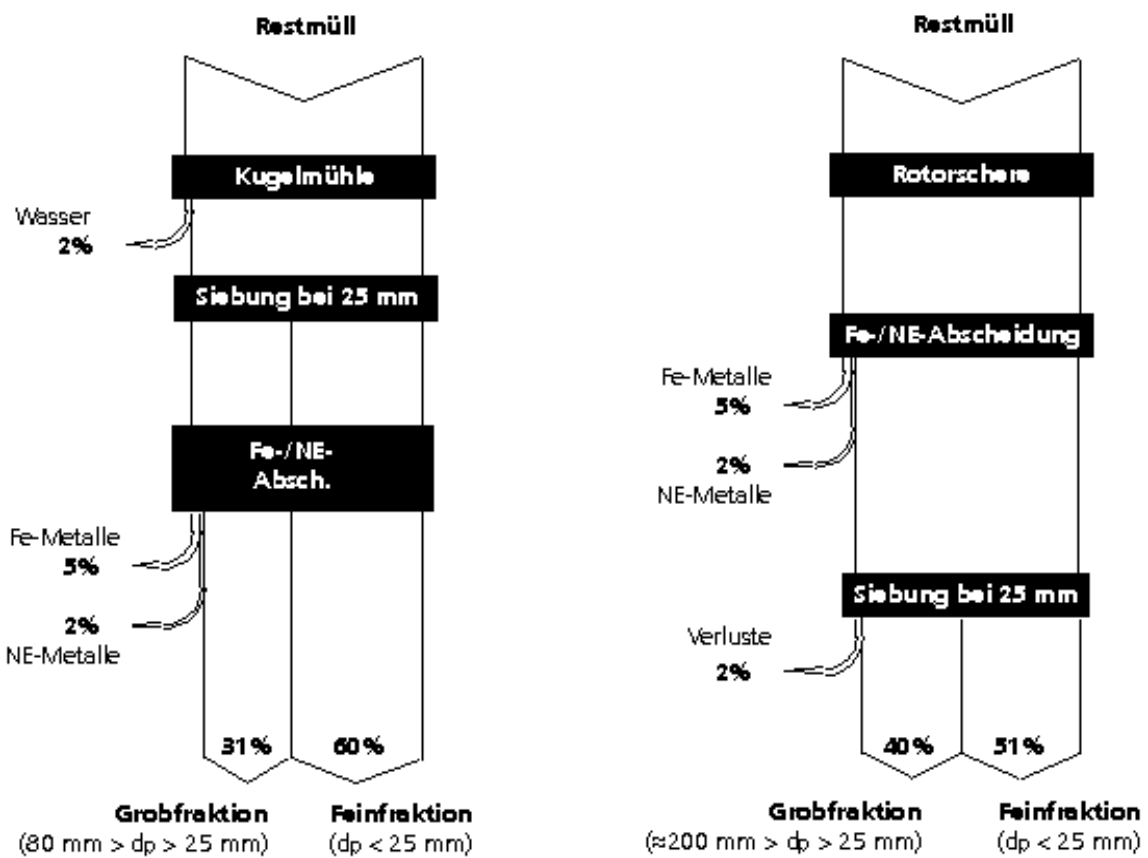 Restmüll
Kugelmühle
Wasser
2%
Siebung bei 25 mm
Fe-/NE-
Absch.
Fe-Metalle
5%
2%
NE-Metalle
31%
60%
Grobfraktion
(80 mm > dp > 25 mm)
Feinfraktion
(dp < 25 mm)
Restmüll
Rotorschere
Fe-/NE-Abscheidung
Fe-Metalle
5%
2%
NE-Metalle
Siebung bei 25 mm
Verluste
2%
40%
51%
Grobfraktion
(≈200 mm > dp > 25 mm)
Feinfraktion
(dp < 25 mm)